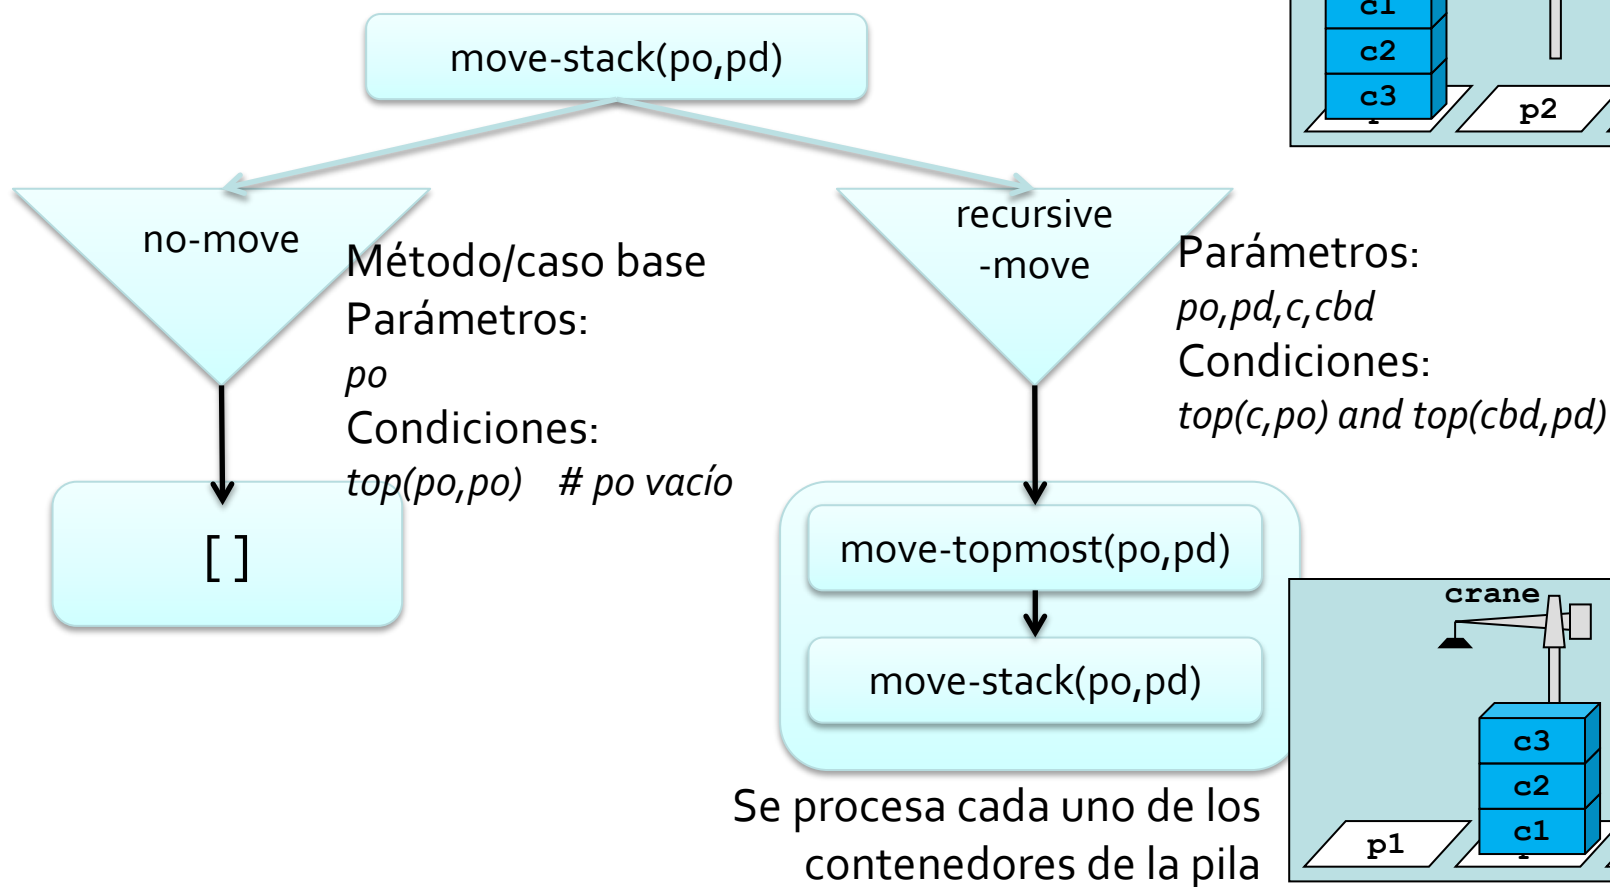 move-stack(po,pd)
c1
c2
c3
p2
no-move
Método/caso base
Parámetros:
po
Condiciones:
top(po,po) # po vacío
[ ]
recursive
-move
Parámetros:
po,pd,c,cbd
Condiciones:
top(c,po) and top(cbd,pd)
move-topmost(po,pd)
move-stack(po,pd)
Se procesa cada uno de los
contenedores de la pila
crane
c3
c2
c1
p1